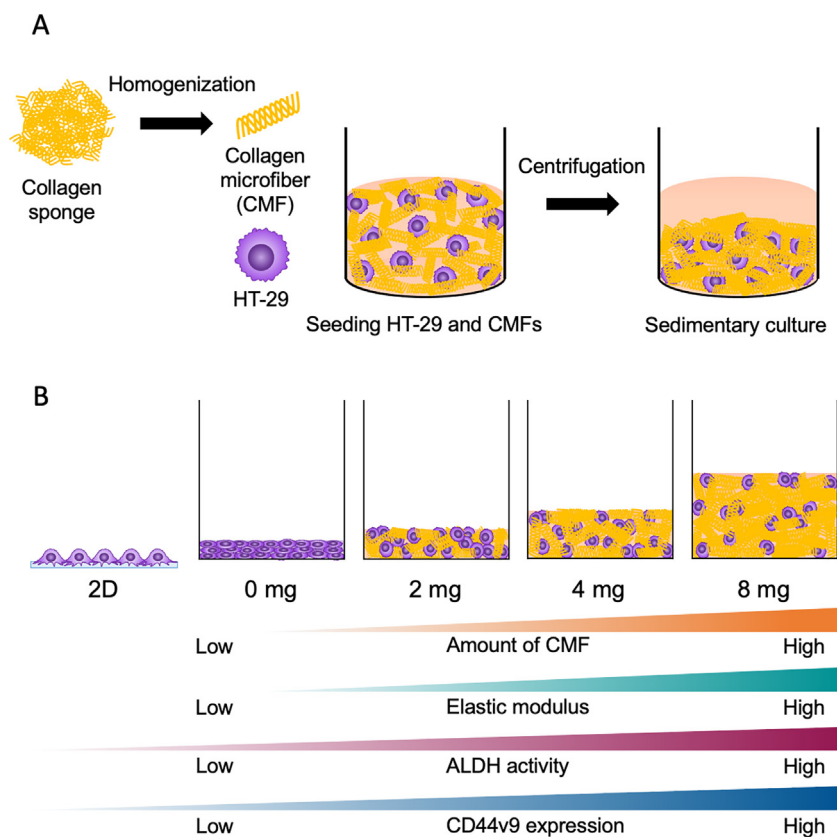 A
Homogenization
Collagen
sponge
Collagen
microfiber
(CMF)
HT-29
Seeding HT-29 and CMFs
Centrifugation
Sedimentary culture
B
2D 0 mg 2 mg 4 mg 8 mg
Low Amount of CMF High
Low Elastic modulus High
Low ALDH activity High
Low CD44v9 expression High